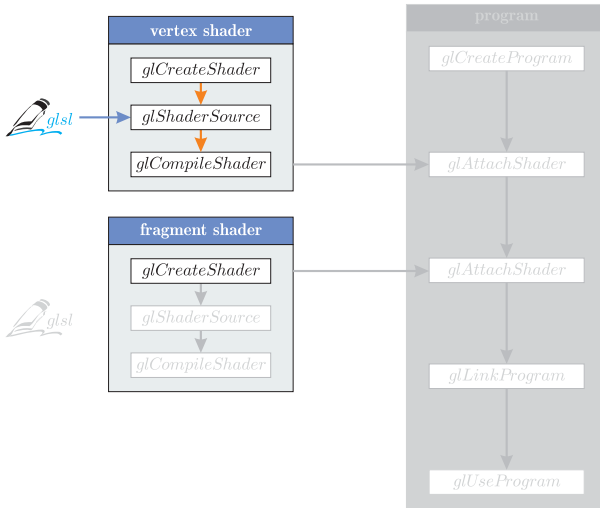 vertex shader
glCreateShader
glsl
glShaderSource
glCompileShader
fragment shader
glCreateShader
glsl
glShaderSource
glCompileShader
program
glCreateProgram
glAttachShader
glAttachShader
glLinkProgram
glUseProgram